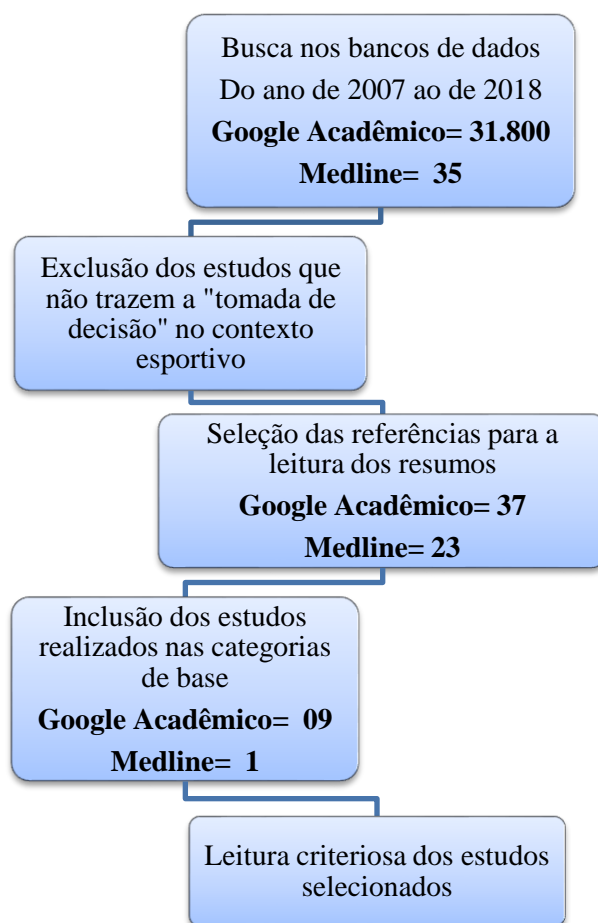 Busca nos bancos de dados
Do ano de 2007 ao de 2018
Google Acadêmico= 31.800
Medline=  35
Exclusão dos estudos que
não trazem a "tomada de
decisão" no contexto
esportivo
Seleção das referências para a
leitura dos resumos
Google Acadêmico= 37
Medline= 23
Inclusão dos estudos
realizados nas categorias
de base
Google Acadêmico=  09
Medline=  1
Leitura criteriosa dos estudos
selecionados